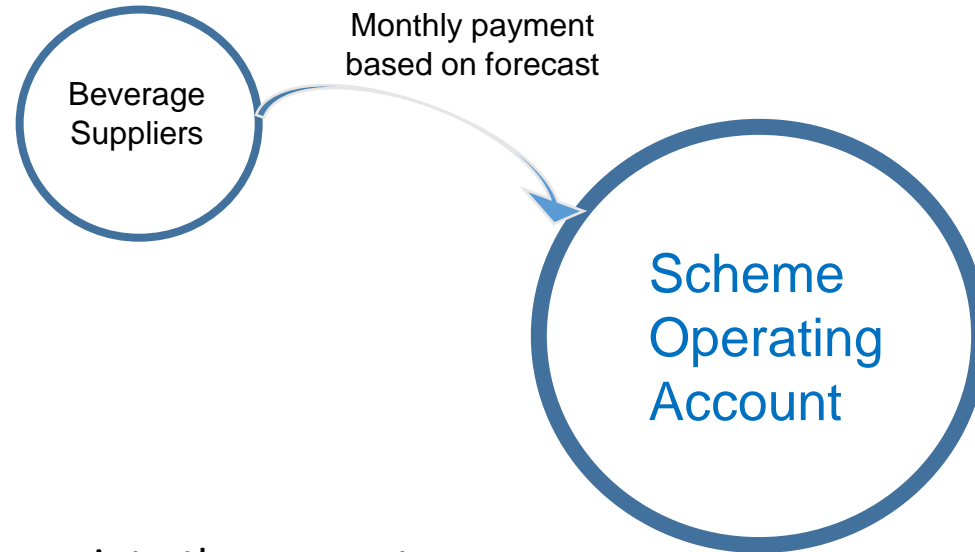 Monthly payment
based on forecast
Beverage
Suppliers
Scheme
Operating
Account